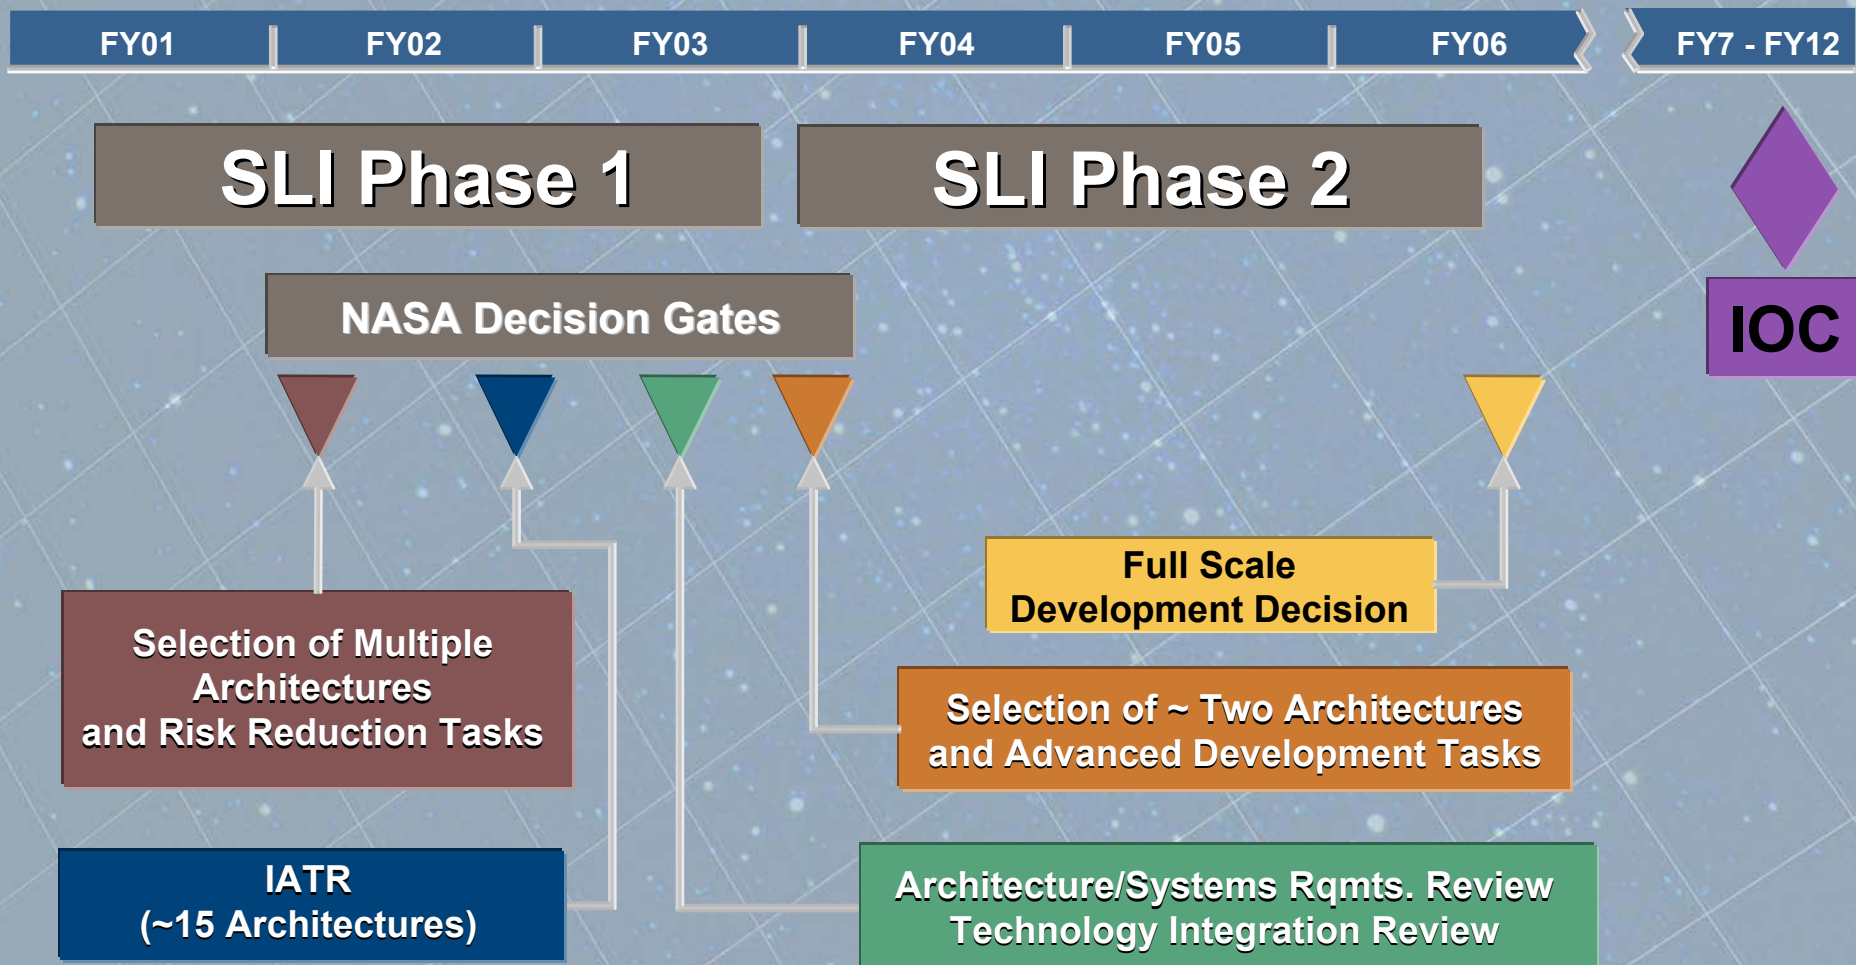 FY01 FY02 FY03 FY04 FY05 FY06 FY7 - FY12
SLI Phase 1
SLI Phase 2
NASA Decision Gates
IOC
Full Scale
Development Decision
Selection of Multiple
Architectures
and Risk Reduction Tasks
Selection of ~ Two Architectures
and Advanced Development Tasks
IATR
(~15 Architectures)
Architecture/Systems Rqmts. Review
Technology Integration Review